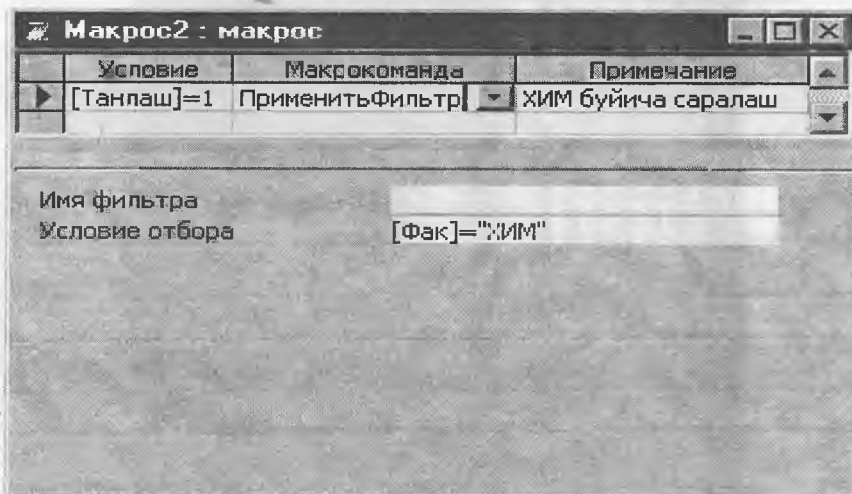 Макрос2 : макрос
Условие Макрокоманда Примечание
[Танлаш]=1 ПрименитьФильтр ХИМ буйича саралаш
Имя фильтра
Условие отбора [Фак]="ХИМ"